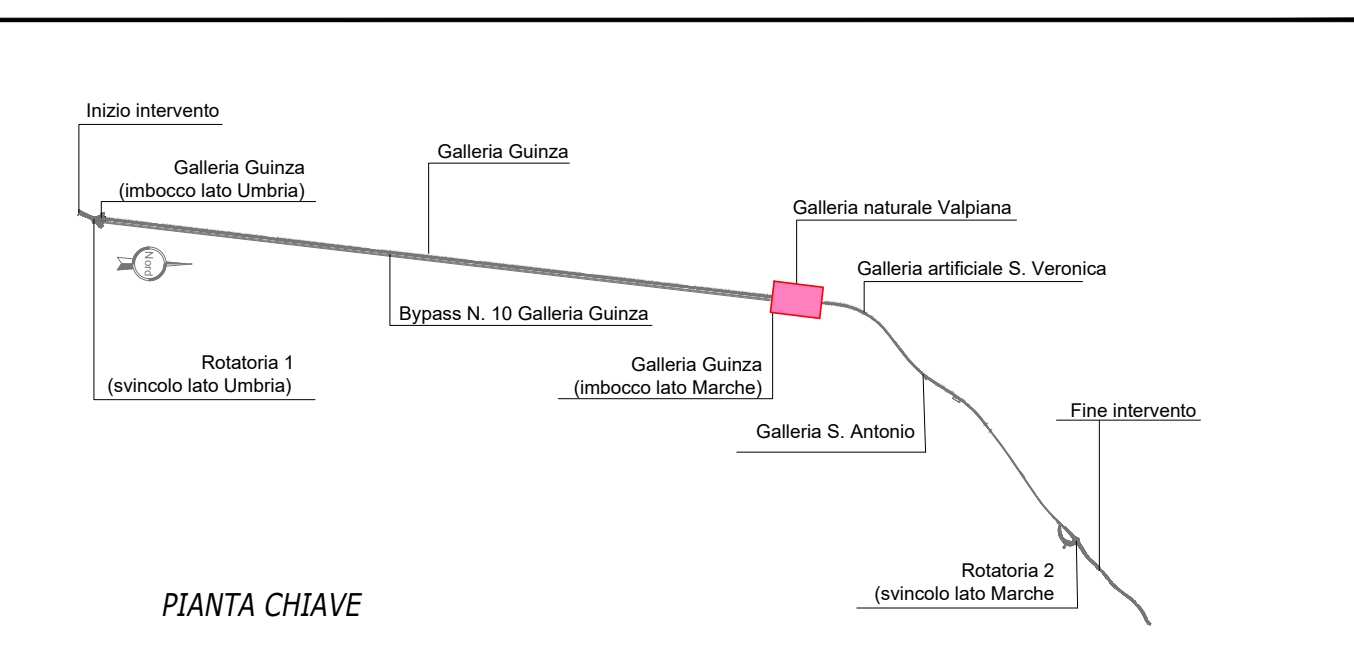 Inizio intervento
Galleria Guinza
(imbocco lato Umbria)
Galleria Guinza
Galleria naturale Valpiana
Galleria artificiale S. Veronica
Nord
Bypass N. 10 Galleria Guinza
Rotatoria 1
(svincolo lato Umbria)
Galleria Guinza
(imbocco lato Marche)
Galleria S. Antonio
Fine intervento
Rotatoria 2
(svincolo lato Marche
PIANTA CHIAVE